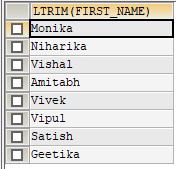 LTRIM(FIRST_NAME)
Monika
Niharika
Vishal
Amitabh
Vivek
Vipul
Satish
Geetika